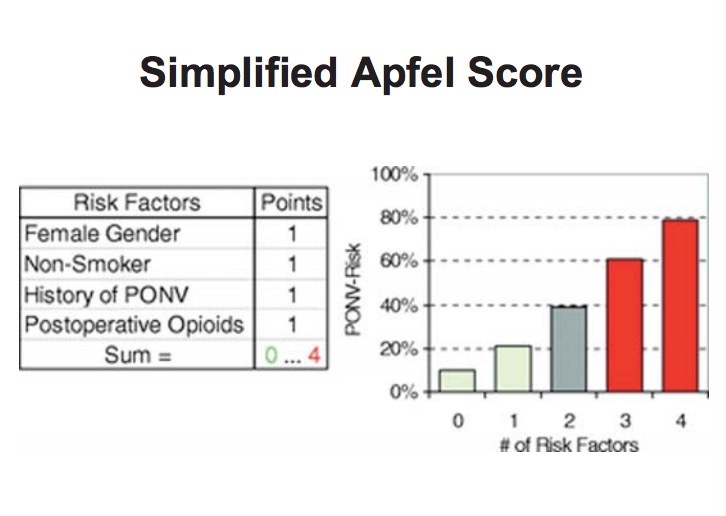 Simplified Apfel Score
Risk Factors Points
Female Gender 1
Non-Smoker 1
History of PONV 1
Postoperative Opioids 1
Sum = 0 ... 4
PONV-Risk
100%
80%
60%
40%
20%
0%
0 1 2 3 4
# of Risk Factors